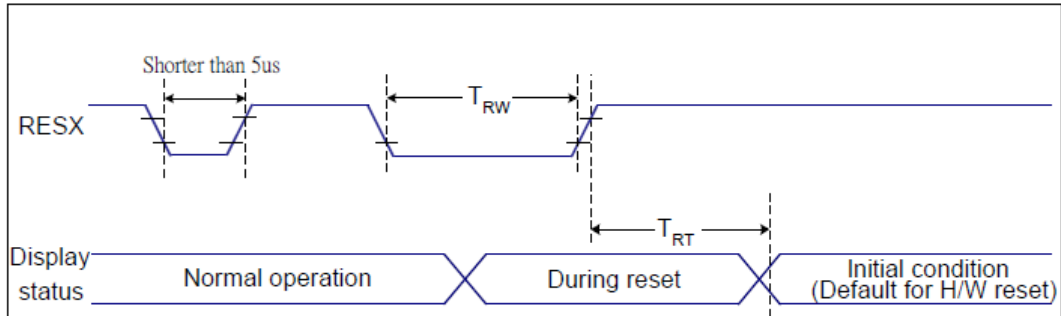 Shorter than 5us
RESX
TRW
TRT
Display
status
Normal operation
During reset
Initial condition
(Default for H/W reset)